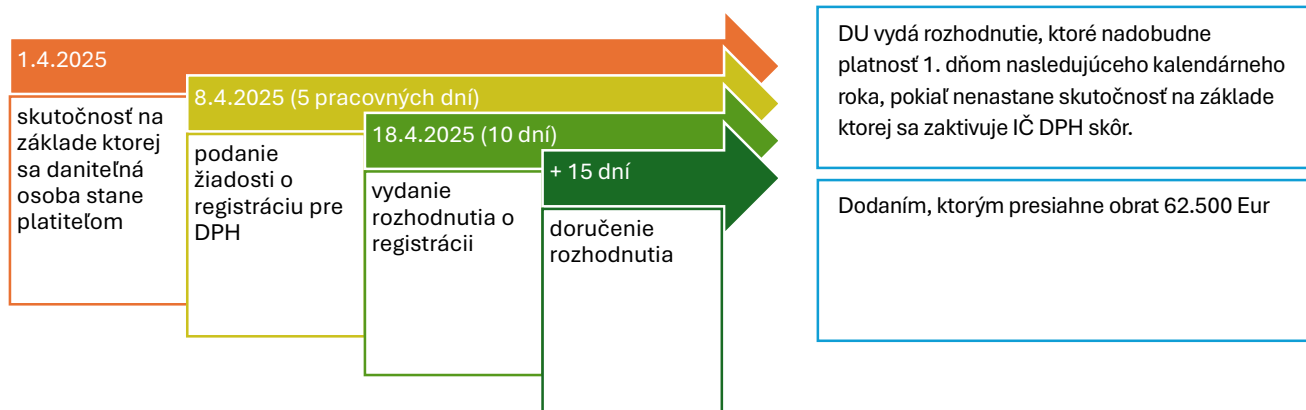 1.4.2025
skutočnosť na
základe ktorej
sa daniteľná
osoba stane
platiteľom
8.4.2025 (5 pracovných dní)
podanie
žiadosti o
registráciu pre
DPH
18.4.2025 (10 dní)
vydanie
rozhodnutia o
registrácii
+ 15 dní
doručenie
rozhodnutia
DU vydá rozhodnutie, ktoré nadobudne
platnosť 1. dňom nasledujúceho kalendárneho
roka, pokiaľ nenastane skutočnosť na základe
ktorej sa zaktivuje IČ DPH skôr.
Dodaním, ktorým presiahne obrat 62.500 Eur